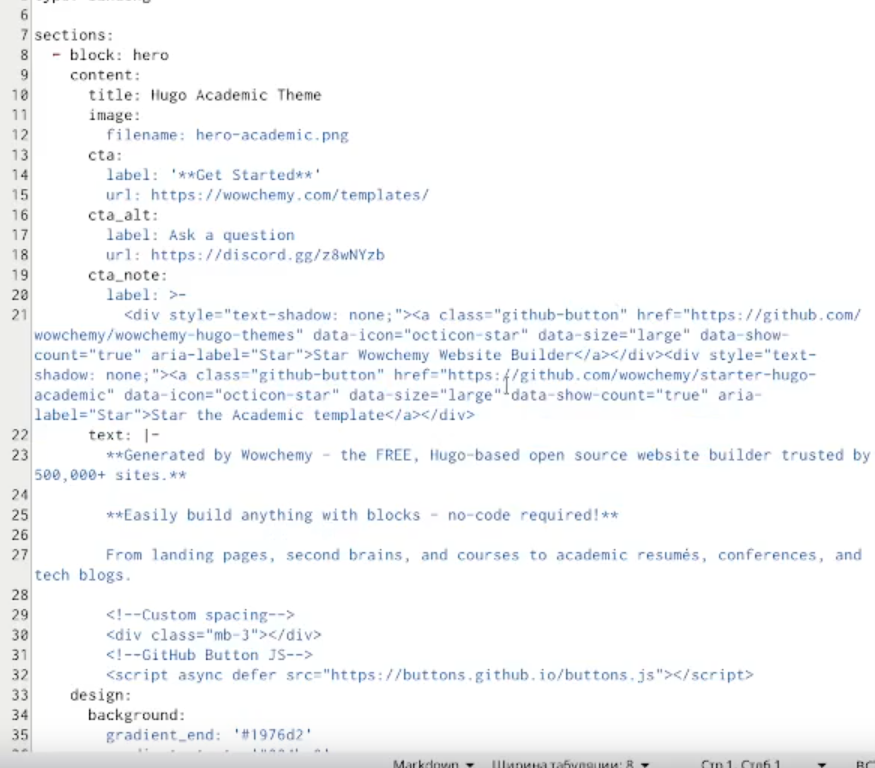 6
7 sections:
8 - block: hero
9 content:
10 title: Hugo Academic Theme
11 image:
12 filename: hero-academic.png
13 cta:
14 label: '**Get Started**'
15 url: https://wowchemy.com/templates/
16 cta_alt:
17 label: Ask a question
18 url: https://discord.gg/z8wNYzb
19 cta_note:
20 label: >-
21 <div style="text-shadow: none;"><a class="github-button" href="https://github.com/
wowchemy/wowchemy-hugo-themes" data-icon="octicon-star" data-size="large" data-show-
count="true" aria-label="Star">Star Wowchemy Website Builder</a></div><div style="text-
shadow: none;"><a class="github-button" href="https://github.com/wowchemy/starter-hugo-
academic" data-icon="octicon-star" data-size="large" data-show-count="true" aria-
label="Star">Star the Academic template</a></div>
22 text: |-
23 **Generated by Wowchemy - the FREE, Hugo-based open source website builder trusted by
500,000+ sites.**
24
25 **Easily build anything with blocks - no-code required!**
26
27 From landing pages, second brains, and courses to academic resumés, conferences, and
tech blogs.
28
29 <!--Custom spacing-->
30 <div class="mb-3"></div>
31 <!--GitHub Button JS-->
32 <script async defer src="https://buttons.github.io/buttons.js"></script>
33 design:
34 background:
35 gradient_end: '#1976d2'
Markdown Ширина табуляции: 8 Стр 1, Стлб 1 ВС